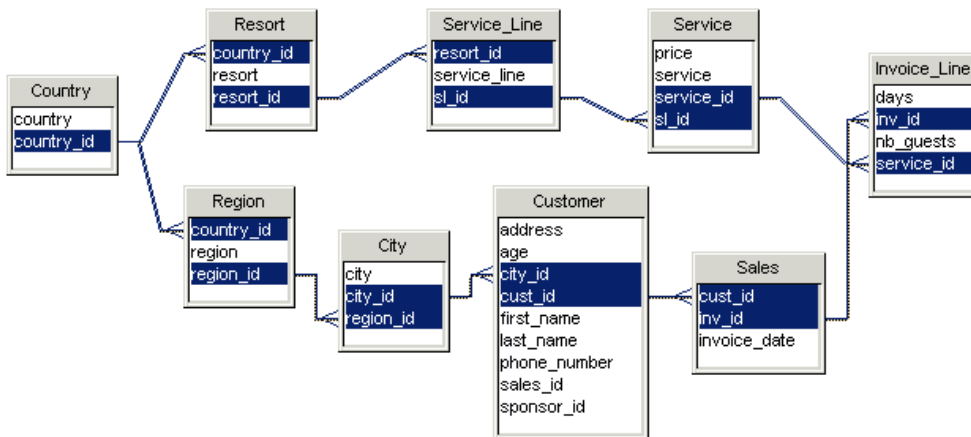 Country
country
country_id
Resort
country_id
resort
resort_id
Service_Line
resort_id
service_line
sl_id
Service
price
service
service_id
sl_id
Invoice_Line
days
inv_id
nb_guests
service_id
Region
country_id
region
region_id
City
city
city_id
region_id
Customer
address
age
city_id
cust_id
first_name
last_name
phone_number
sales_id
sponsor_id
Sales
cust_id
inv_id
invoice_date